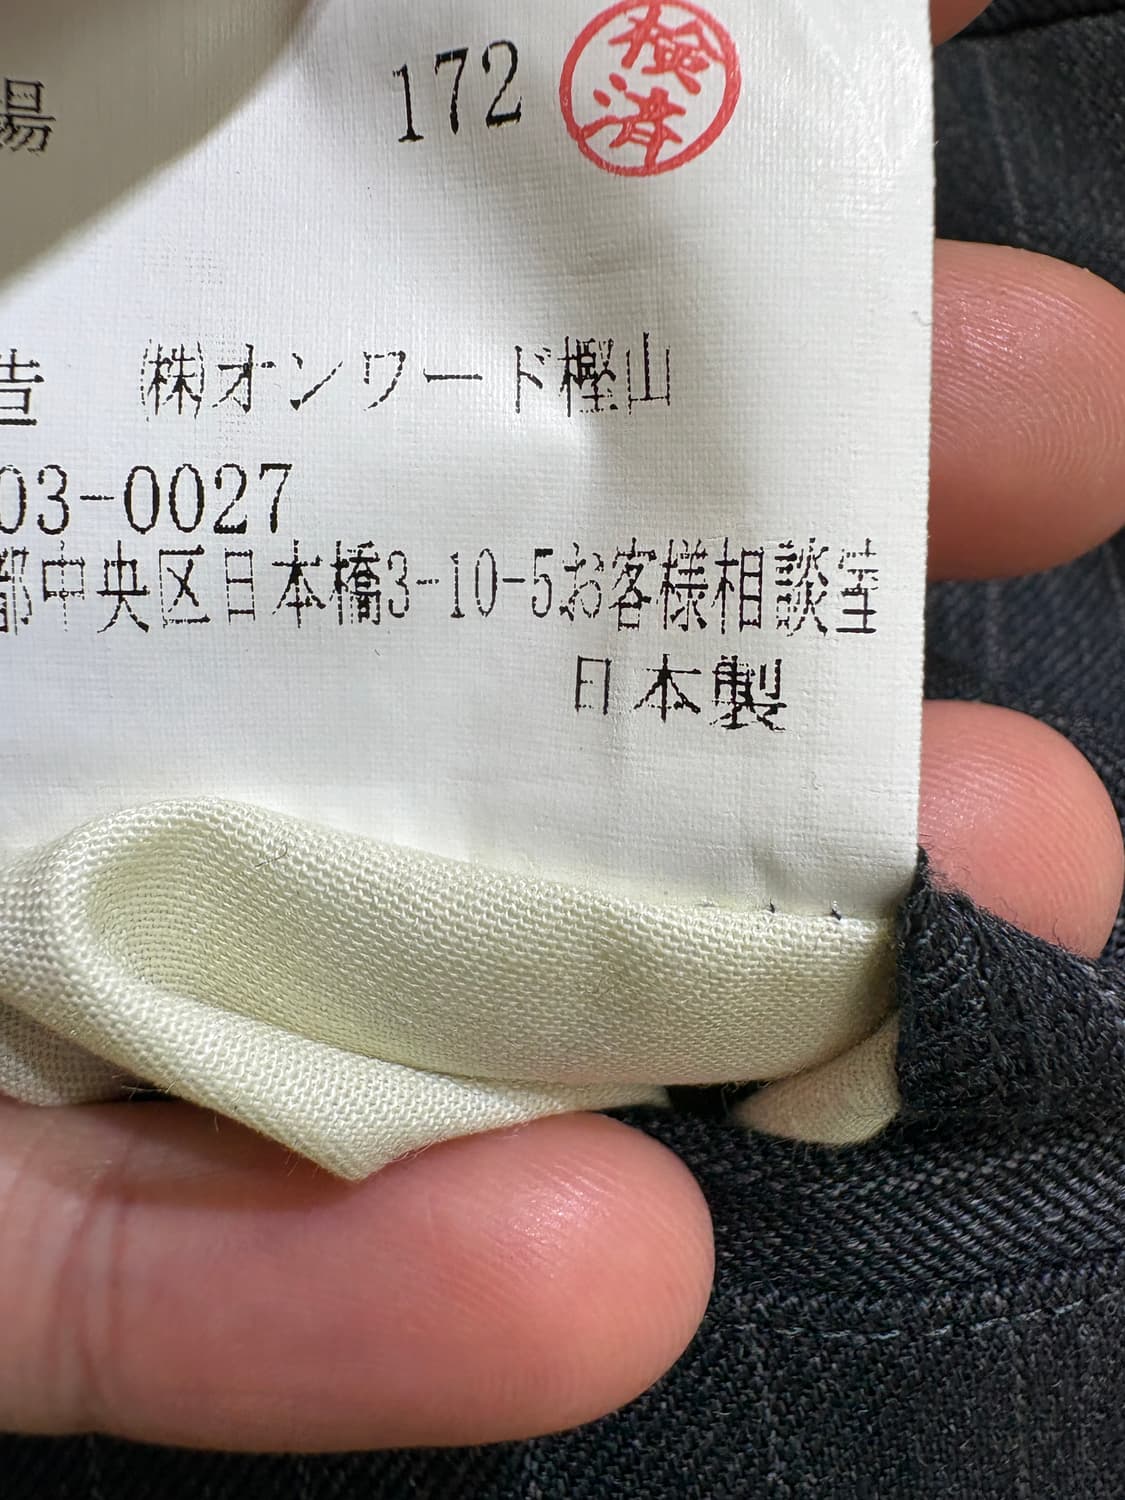 場 172 検済
告 ㈱オンワード樫山
03-0027
都中央区日本橋3-10-5お客様相談室
日本製